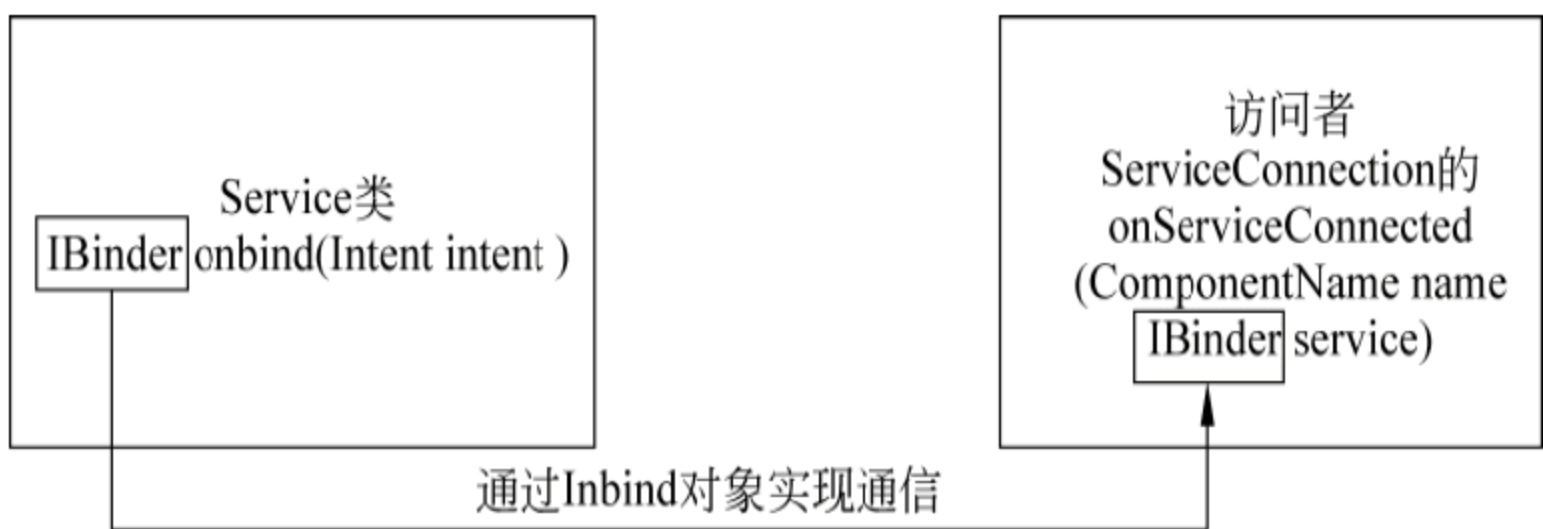 Service类
IBinder onbind(Intent intent )
访问者
ServiceConnection的
onServiceConnected
(ComponentName name
IBinder service)
通过Inbind对象实现通信